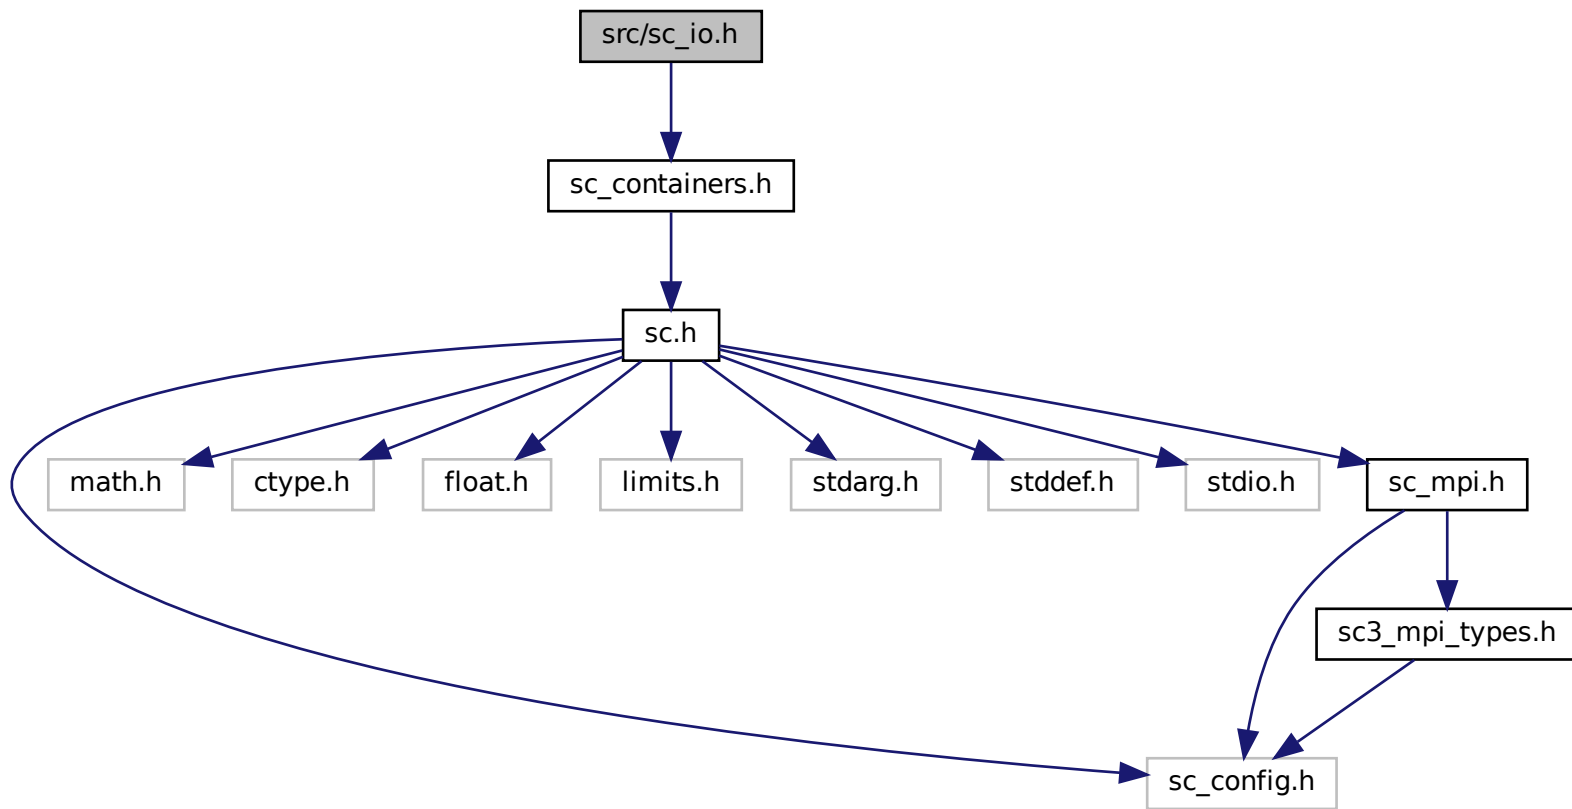 src/sc_io.h
sc_containers.h
sc.h
math.h
ctype.h
float.h
limits.h
stdarg.h
stddef.h
stdio.h
sc_mpi.h
sc3_mpi_types.h
sc_config.h